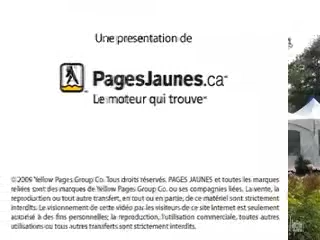 Une presentation de
PagesJaunes.ca™
Le moteur qui trouve™
©2009 Yellow Pages Group Co. Tous droits réservés. PAGES JAUNES et toutes les marques
reliées sont des marques de Yellow Pages Group Co. ou ses compagnies liées. La vente, la
reproduction ou tout autre transfert, en tout ou en partie, de ce matériel sont strictement
interdits. Le visionnement de cette vidéo par les visiteurs de ce site Internet est seulement
autorisé à des fins personnelles; la reproduction, l'utilisation commerciale, toutes autres
utilisations ou tous autres transferts sont strictement interdits.